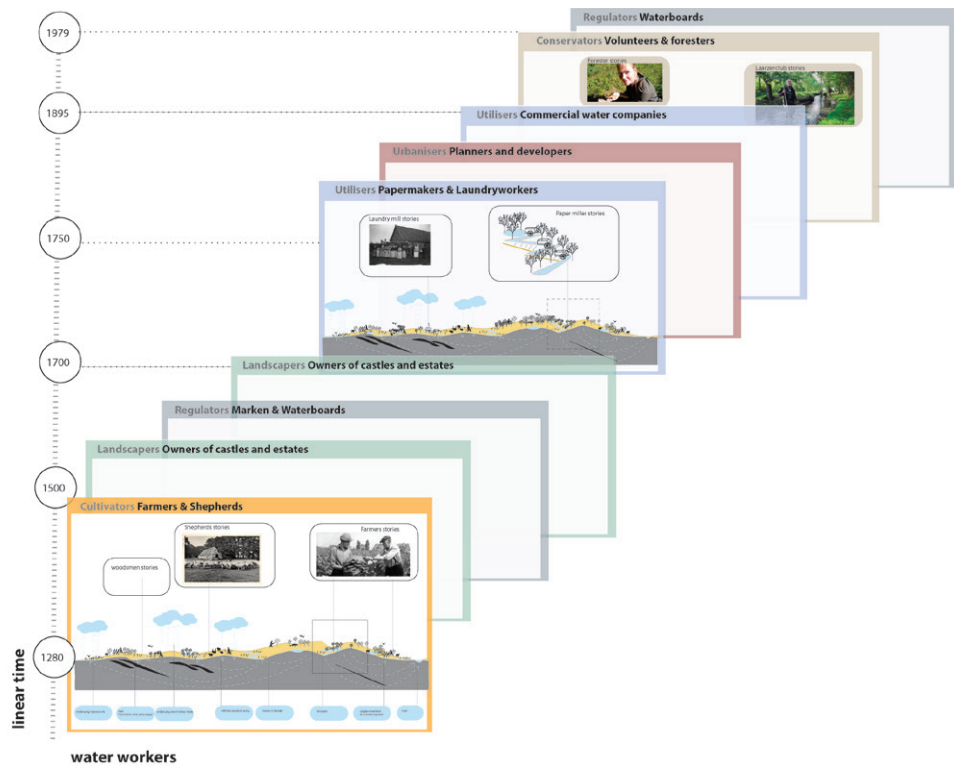 Regulators Waterboards
1979
Conservators Volunteers & foresters
Forester stories
Laarzenclub stories
1895
Utilisers Commercial water companies
Urbanisers Planners and developers
Utilisers Papermakers & Laundryworkers
Laundry mill stories
Paper miller stories
1750
1700
Landscapers Owners of castles and estates
Regulators Marken & Waterboards
Landscapers Owners of castles and estates
1500
Cultivators Farmers & Shepherds
Shepherds stories
Farmers stories
woodsmen stories
1280
linear time
water workers